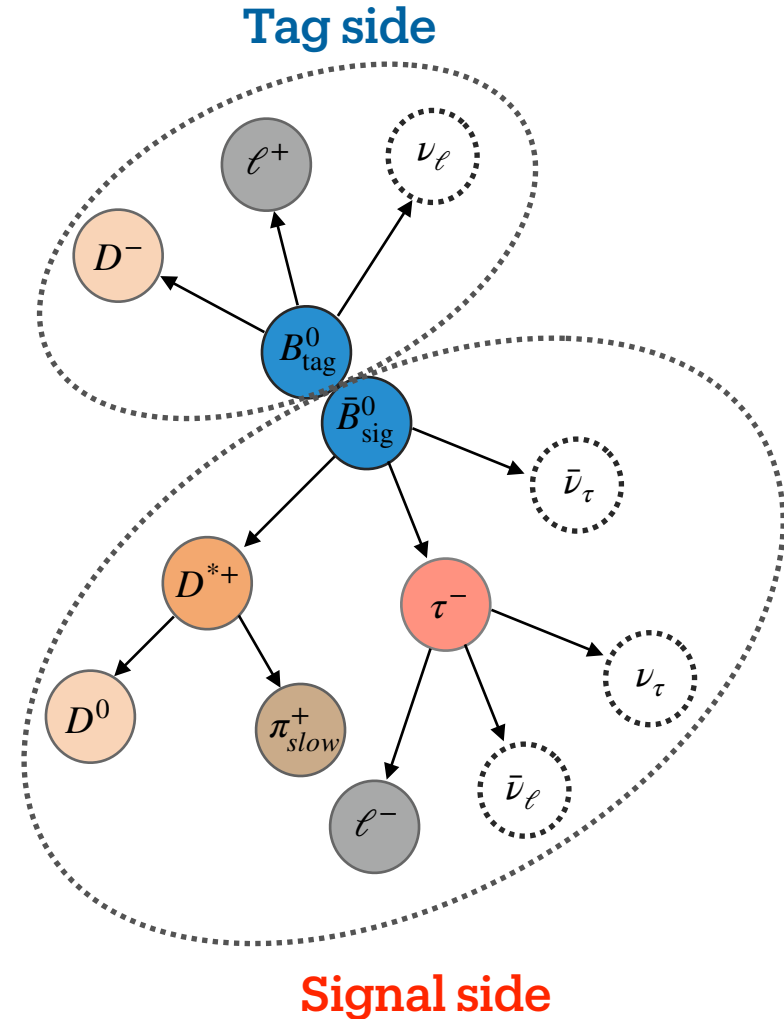 Tag side
ℓ⁺
ν_ℓ
D⁻
B⁰_tag
B̄⁰_sig
ν̄_τ
D*⁺
τ⁻
ν_τ
D⁰
π⁺_slow
ν̄_ℓ
ℓ⁻
Signal side